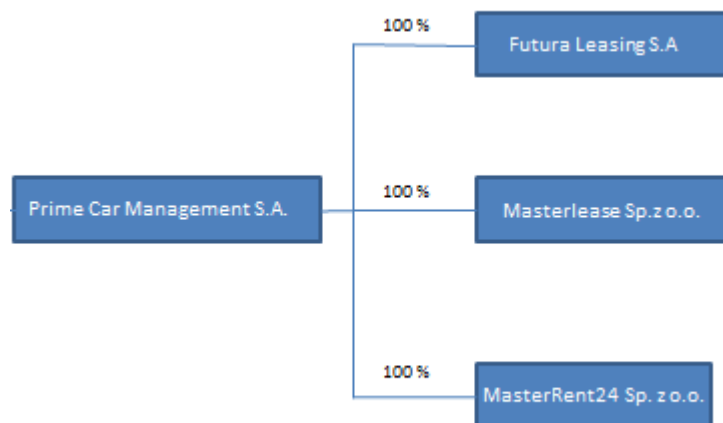 100 %
Futura Leasing S.A
Prime Car Management S.A.
100 %
Masterlease Sp.z o.o.
100 %
MasterRent24 Sp. z o.o.